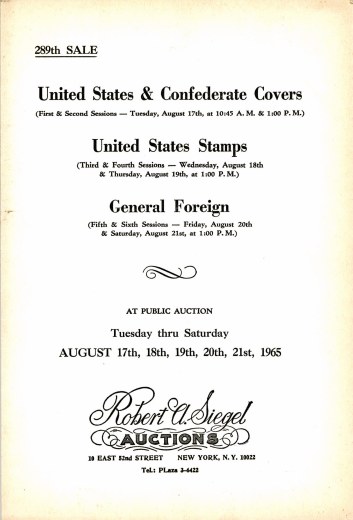 289th SALE
United States & Confederate Covers
(First & Second Sessions — Tuesday, August 17th, at 10:45 A. M. & 1:00 P. M.)
United States Stamps
(Third & Fourth Sessions — Wednesday, August 18th
& Thursday, August 19th, at 1:00 P. M.)
General Foreign
(Fifth & Sixth Sessions — Friday, August 20th
& Saturday, August 21st, at 1:00 P. M.)
AT PUBLIC AUCTION
Tuesday thru Saturday
AUGUST 17th, 18th, 19th, 20th, 21st, 1965
Robert A. Siegel
AUCTIONS
10 EAST 52nd STREET NEW YORK, N. Y. 10022
Tel.: PLaza 3-6422